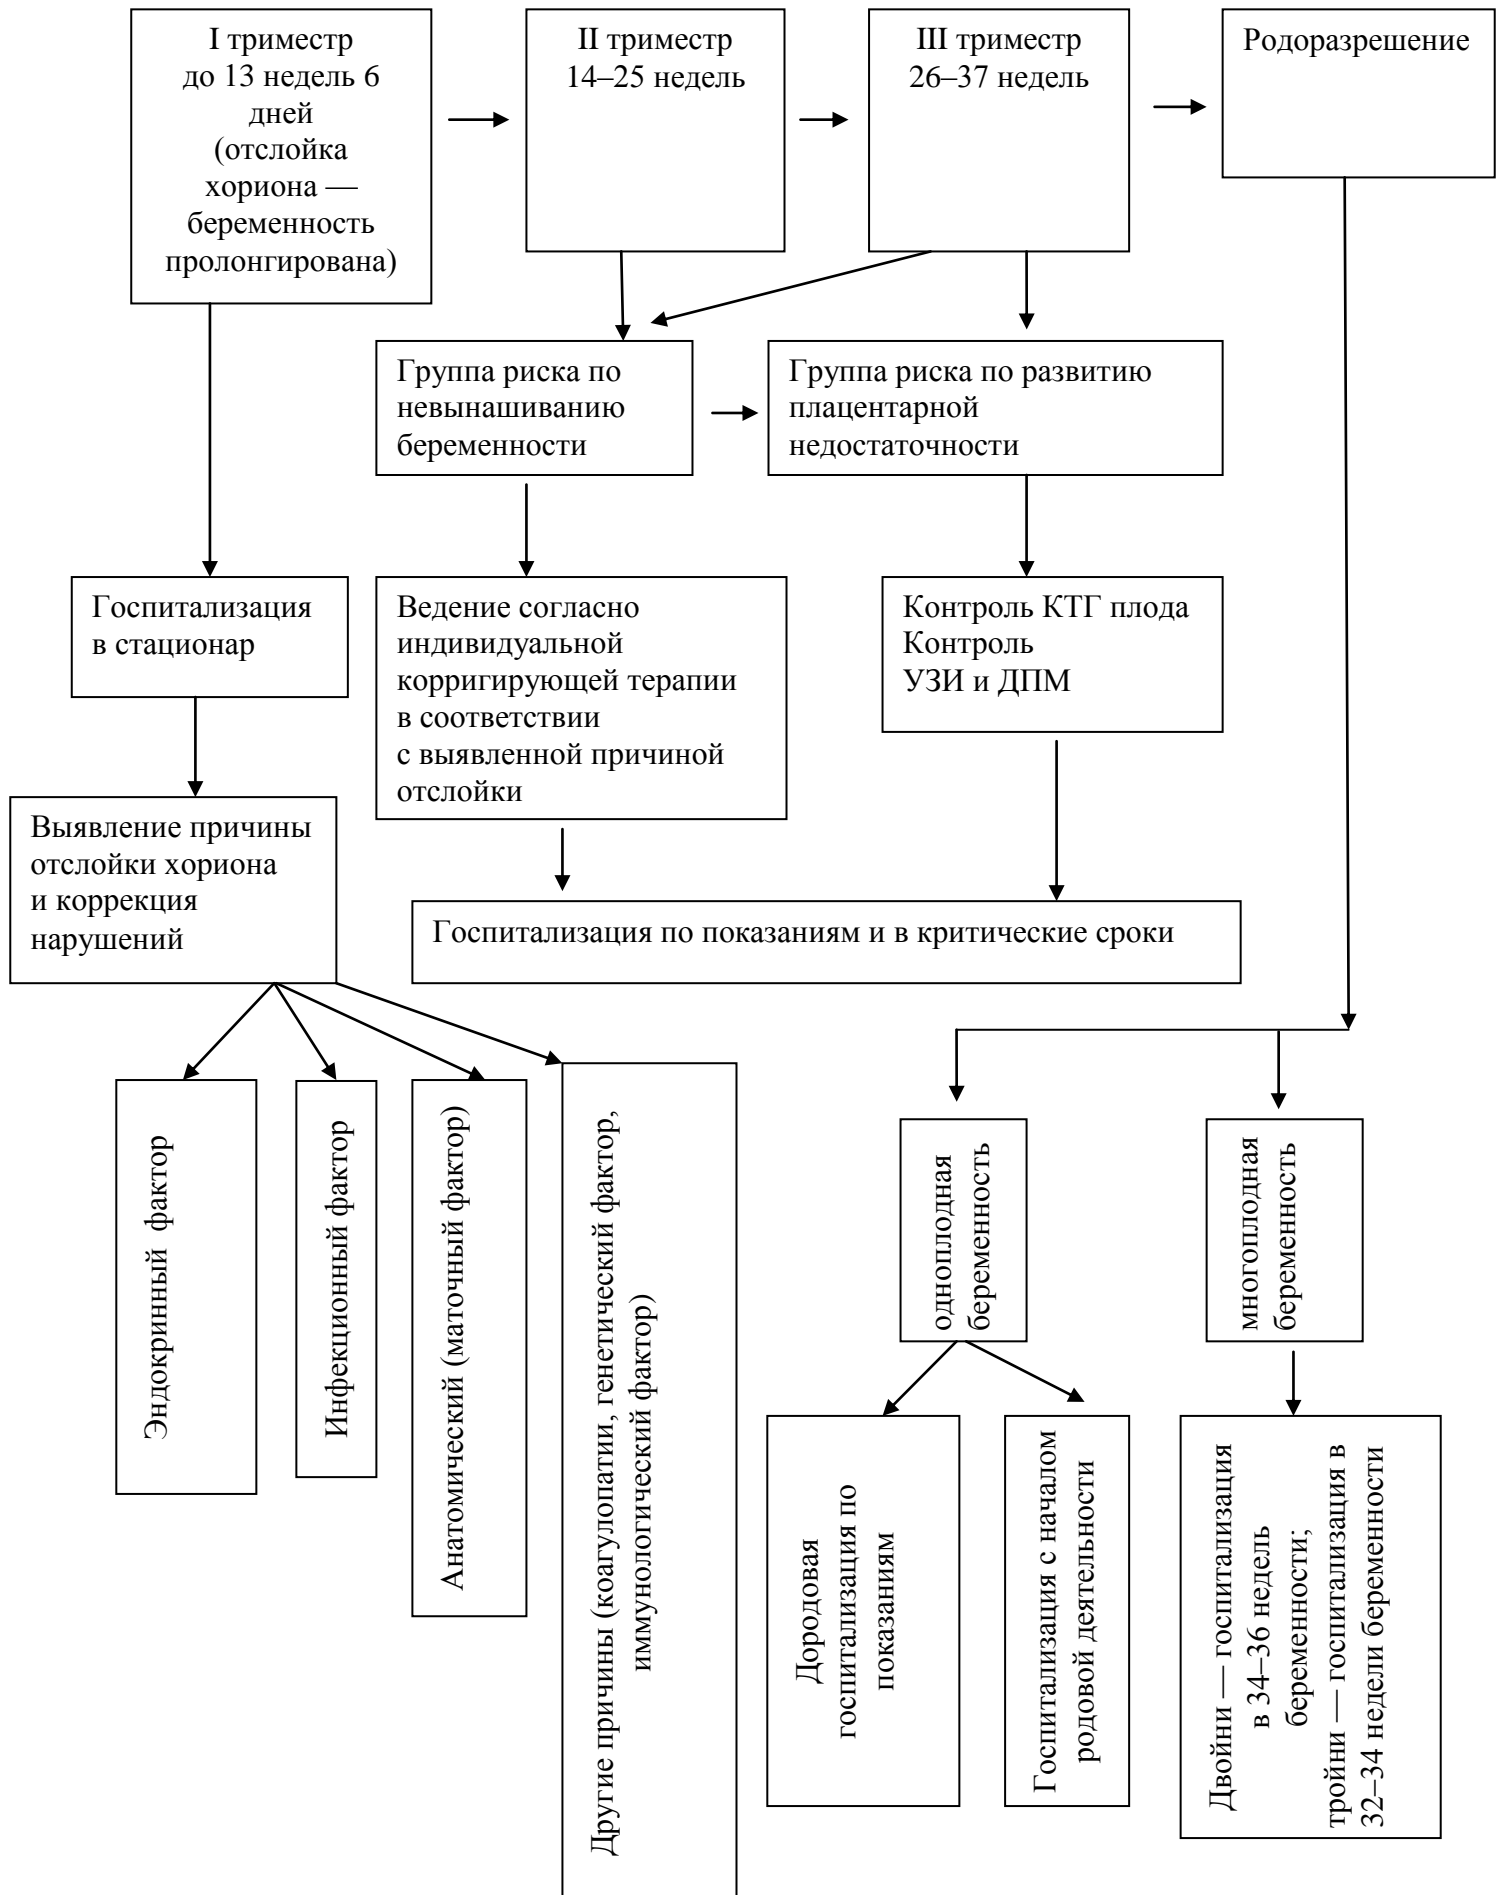 I триместр
до 13 недель 6
дней
(отслойка
хориона —
беременность
пролонгирована)
II триместр
14–25 недель
III триместр
26–37 недель
Родоразрешение
Группа риска по
невынашиванию
беременности
Группа риска по развитию
плацентарной
недостаточности
Госпитализация
в стационар
Ведение согласно
индивидуальной
корригирующей терапии
в соответствии
с выявленной причиной
отслойки
Контроль КТГ плода
Контроль
УЗИ и ДПМ
Выявление причины
отслойки хориона
и коррекция
нарушений
Госпитализация по показаниям и в критические сроки
Эндокринный фактор
Инфекционный фактор
Анатомический (маточный фактор)
Другие причины (коагулопатии, генетический фактор,
иммунологический фактор)
одноплодная
беременность
многоплодная
беременность
Дородовая
госпитализация по
показаниям
Госпитализация с началом
родовой деятельности
Двойни — госпитализация
в 34–36 недель
беременности;
тройни — госпитализация в
32–34 недели беременности